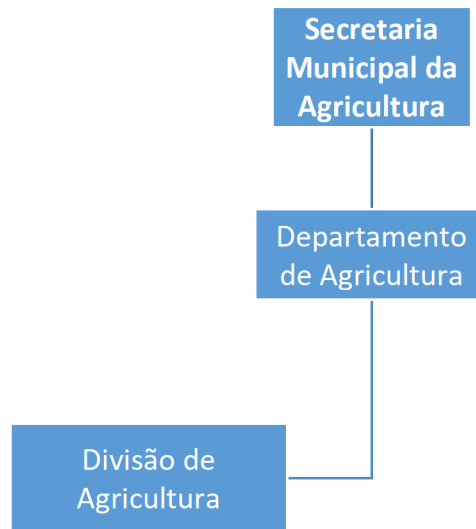 Secretaria
Municipal da
Agricultura
Departamento
de Agricultura
Divisão de
Agricultura